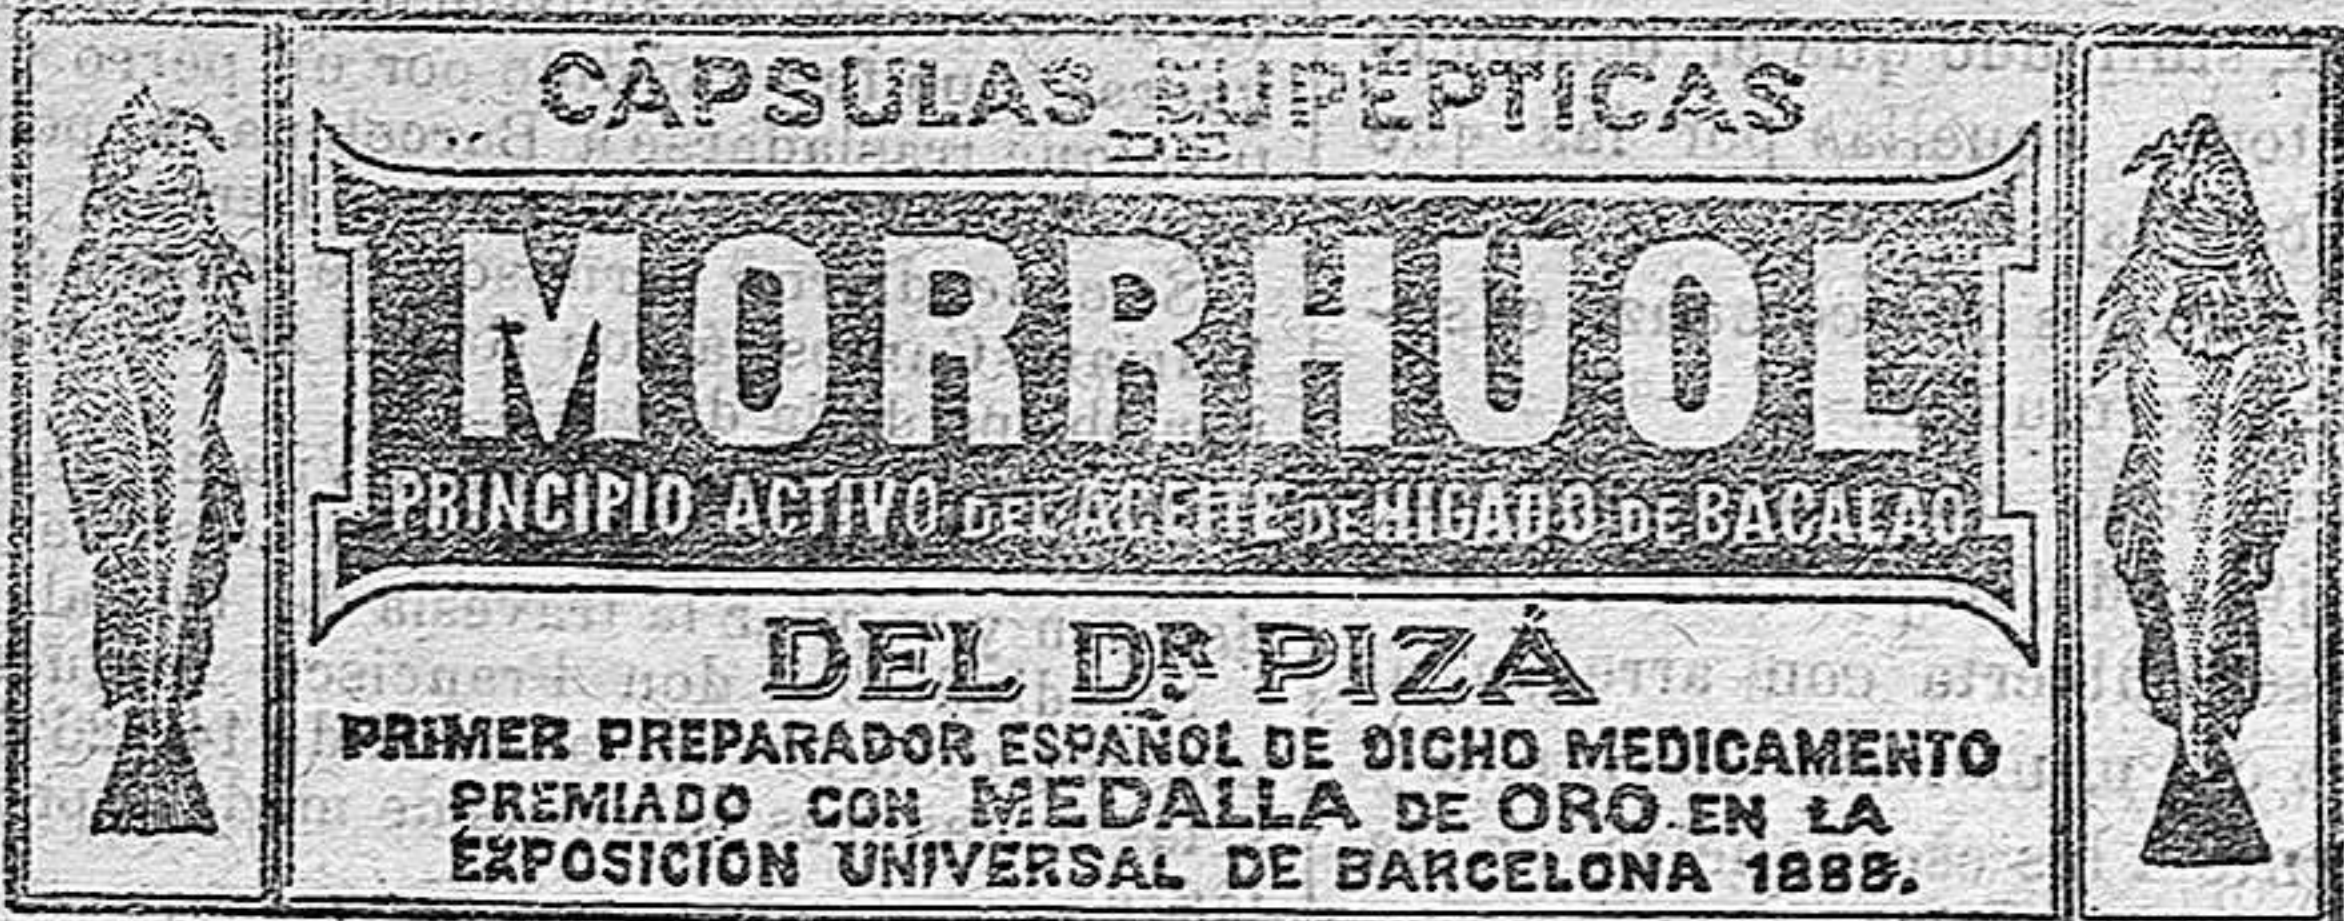 CÁPSULAS EUPÉPTICAS
DE
MORRHUOL
PRINCIPIO ACTIVO DEL ACEITE DE HIGADO DE BACALAO
DEL DR. PIZÁ
PRIMER PREPARADOR ESPAÑOL DE DICHO MEDICAMENTO
PREMIADO CON MEDALLA DE ORO EN LA
EXPOSICIÓN UNIVERSAL DE BARCELONA 1888.